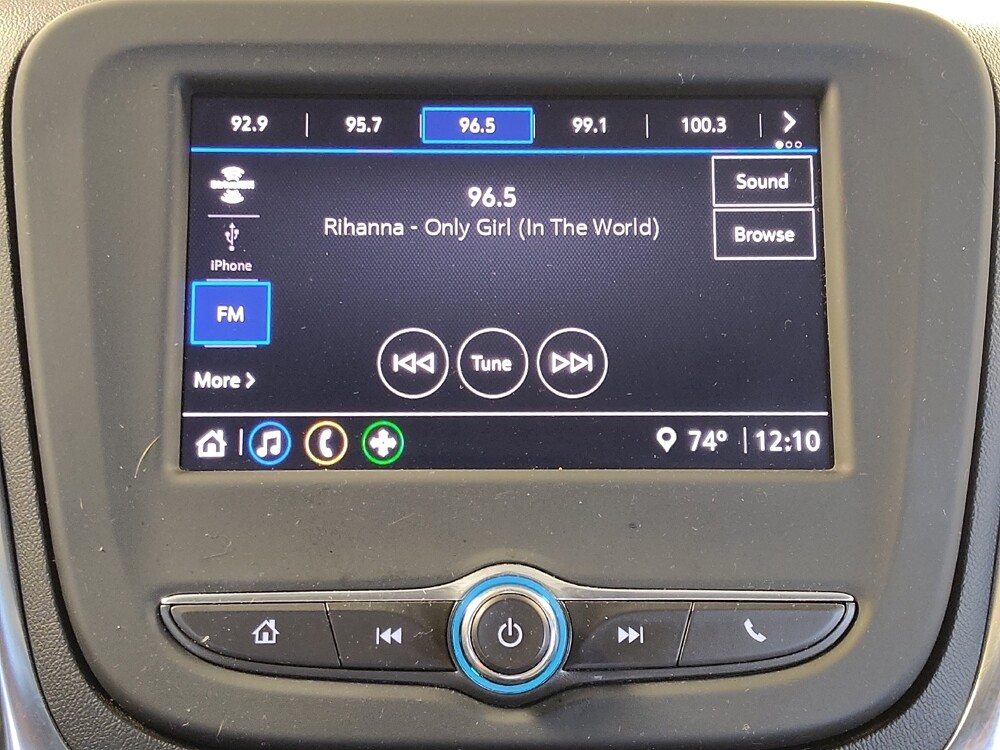 92.9 | 95.7 | 96.5 | 99.1 | 100.3 | >
96.5
Rihanna - Only Girl (In The World)
Sound
Browse
iPhone
FM
More >
Tune
74° | 12:10